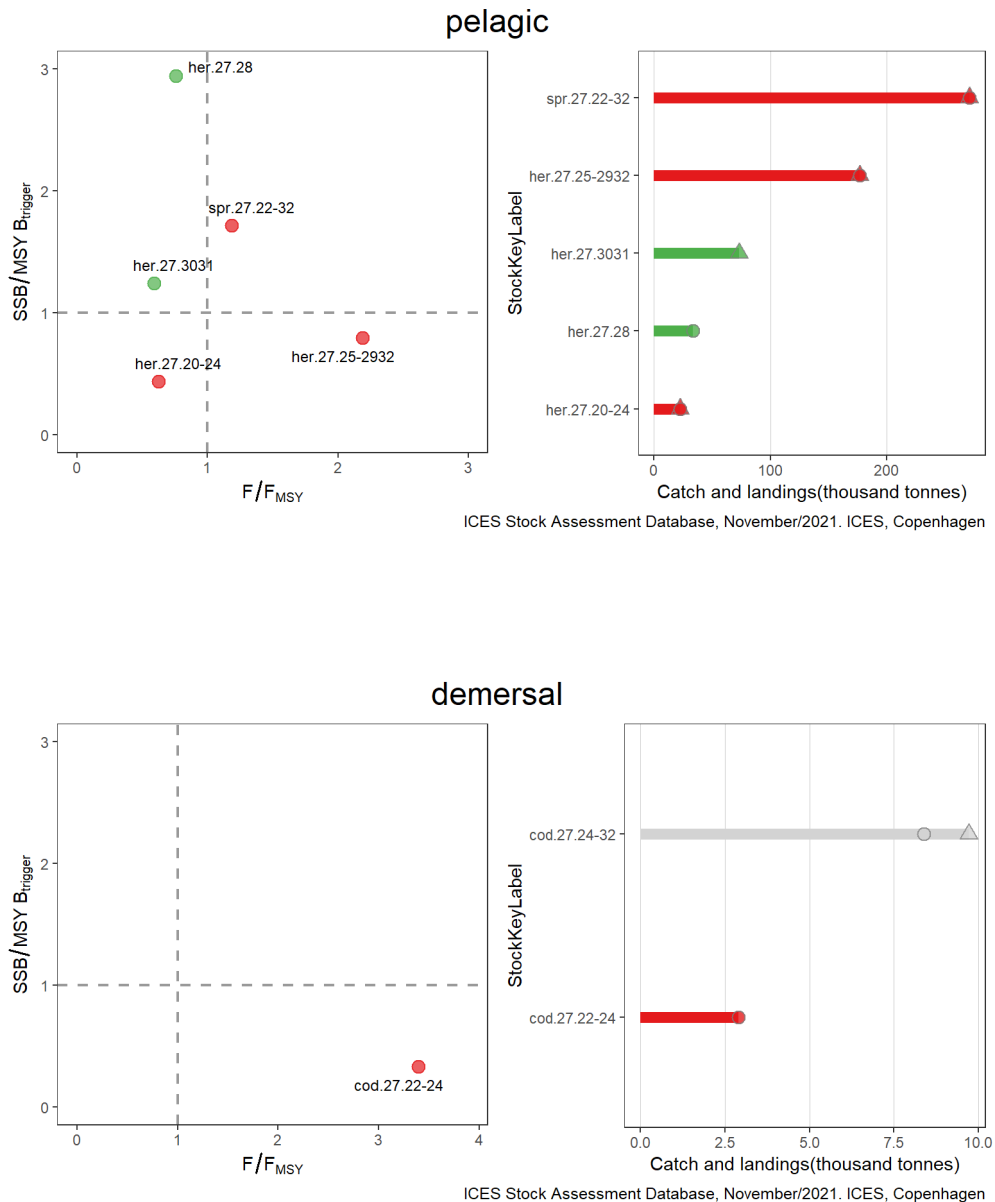 pelagic
3
2
1
0
SSB/MSY Btrigger
her.27.28
spr.27.22-32
her.27.3031
her.27.25-2932
her.27.20-24
0 1 2 3
F/FMSY
StockKeyLabel
spr.27.22-32
her.27.25-2932
her.27.3031
her.27.28
her.27.20-24
0 100 200
Catch and landings(thousand tonnes)
ICES Stock Assessment Database, November/2021. ICES, Copenhagen
demersal
3
2
1
0
SSB/MSY Btrigger
cod.27.22-24
0 1 2 3 4
F/FMSY
StockKeyLabel
cod.27.24-32
cod.27.22-24
0.0 2.5 5.0 7.5 10.0
Catch and landings(thousand tonnes)
ICES Stock Assessment Database, November/2021. ICES, Copenhagen